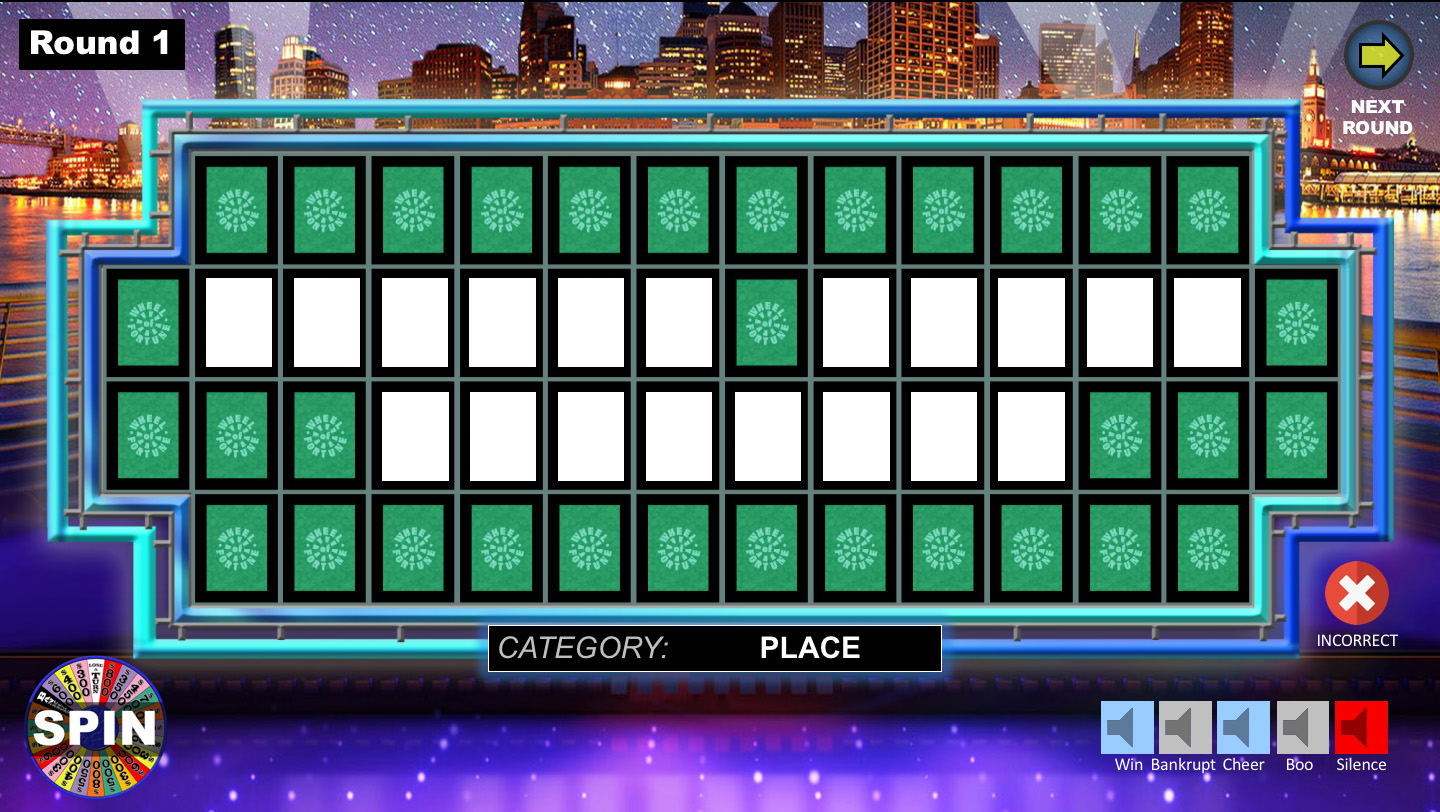 Round 1
NEXT
ROUND
CATEGORY: PLACE
INCORRECT
SPIN
Win Bankrupt Cheer Boo Silence